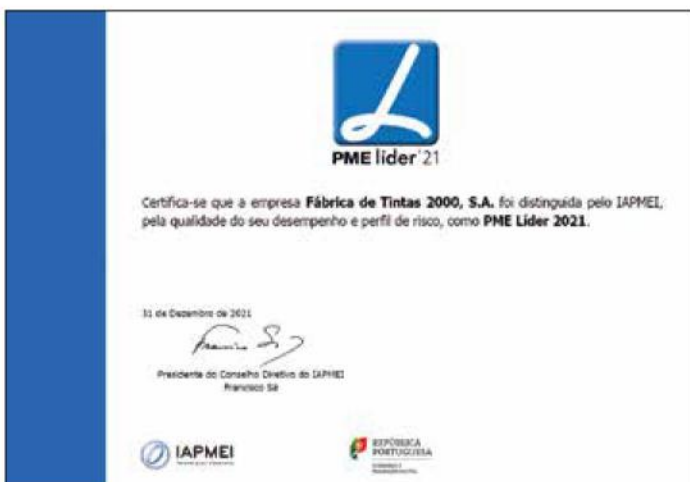 PME líder'21
Certifica-se que a empresa Fábrica de Tintas 2000, S.A. foi distinguida pelo IAPMEI,
pela qualidade do seu desempenho e perfil de risco, como PME Líder 2021.
31 de Dezembro de 2021
Presidente do Conselho Diretivo do IAPMEI
Francisco Sá
IAPMEI
REPÚBLICA
PORTUGUESA